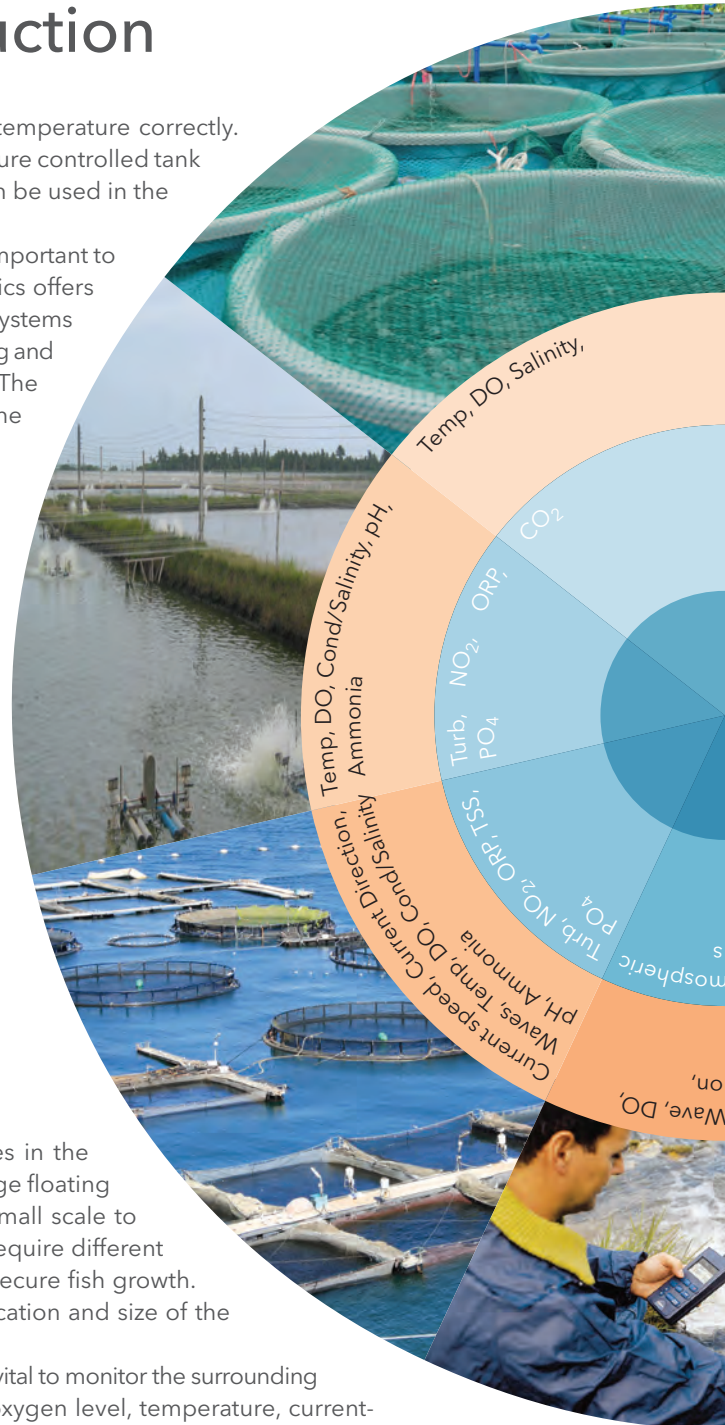 uction
temperature correctly.
ure controlled tank
n be used in the
mportant to
ics offers
ystems
g and
The
ne
Temp, DO, Salinity,
CO2
Temp, DO, Cond/Salinity, pH,
Ammonia
ORP,
NO2,
Turb,
PO4
Current speed, Current Direction,
Waves, Temp, DO, Cond/Salinity
pH, Ammonia
Turb, NO2, ORP, TSS,
PO4
mospheric
s
Wave, DO,
on,
es in the
ge floating
mall scale to
equire different
ecure fish growth.
cation and size of the
vital to monitor the surrounding
oxygen level, temperature, current-